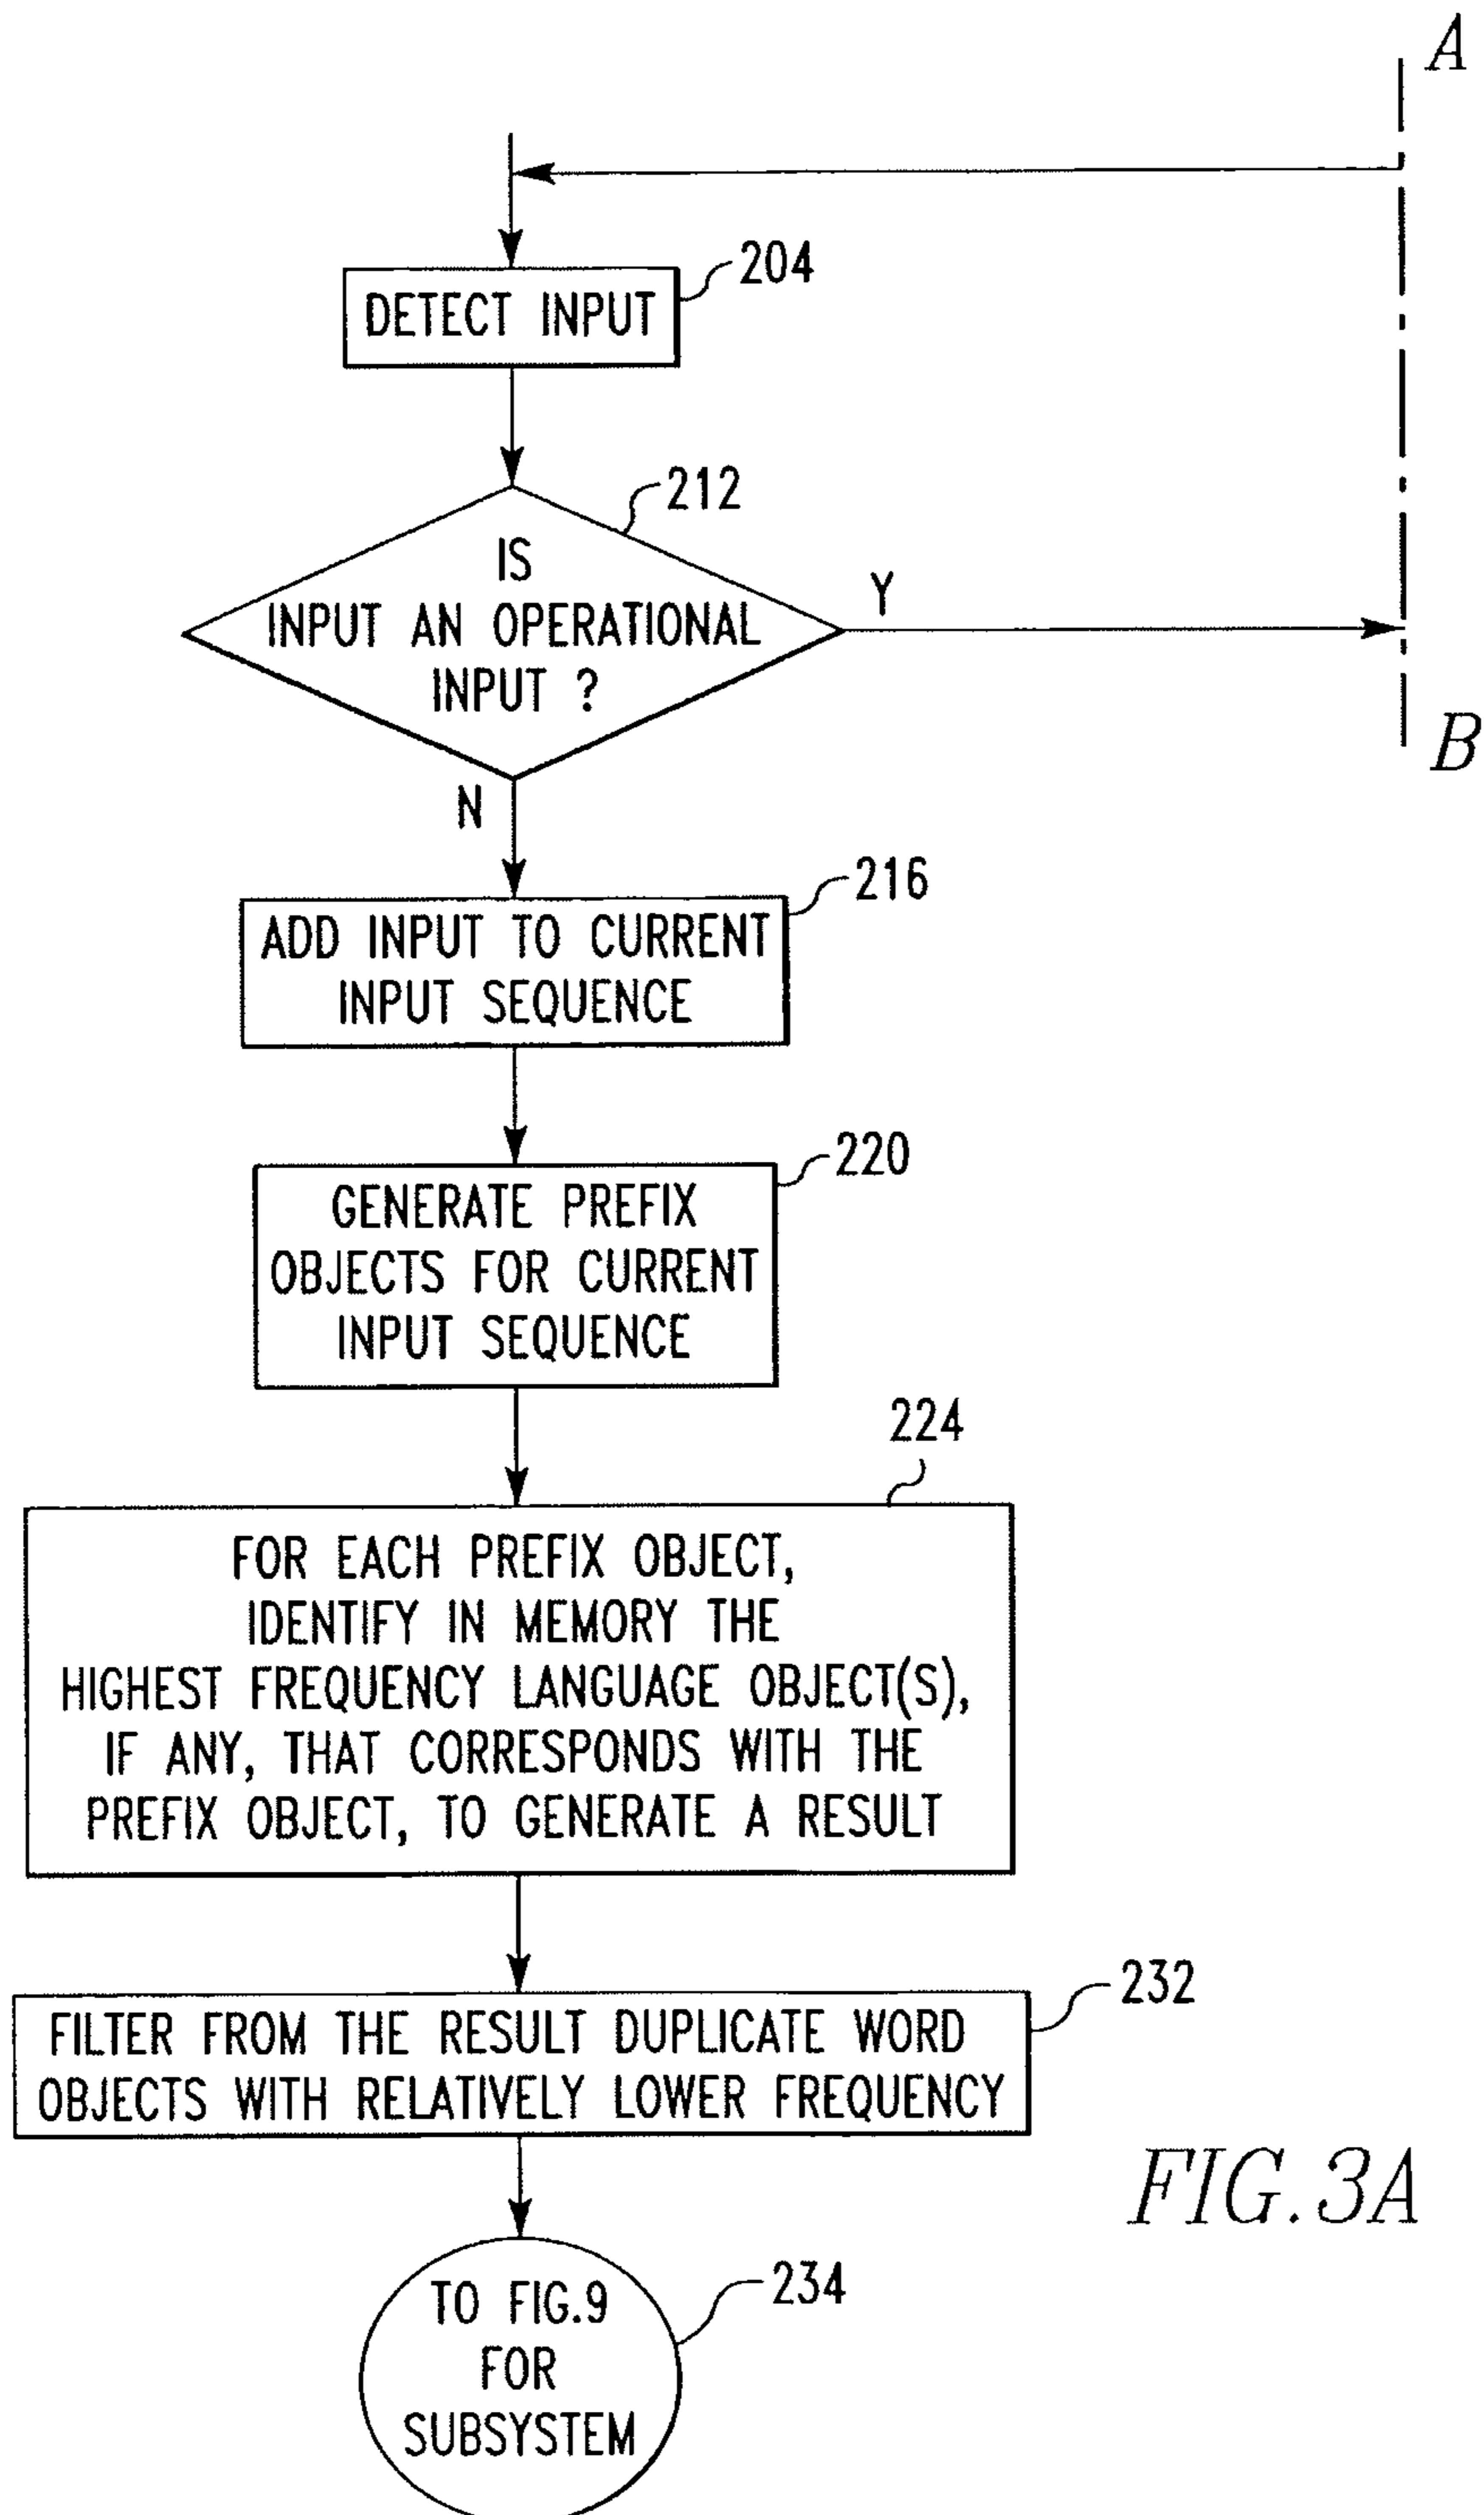 A
204
DETECT INPUT
212
IS
INPUT AN OPERATIONAL
INPUT ?
Y
B
N
216
ADD INPUT TO CURRENT
INPUT SEQUENCE
220
GENERATE PREFIX
OBJECTS FOR CURRENT
INPUT SEQUENCE
224
FOR EACH PREFIX OBJECT,
IDENTIFY IN MEMORY THE
HIGHEST FREQUENCY LANGUAGE OBJECT(S),
IF ANY, THAT CORRESPONDS WITH THE
PREFIX OBJECT, TO GENERATE A RESULT
232
FILTER FROM THE RESULT DUPLICATE WORD
OBJECTS WITH RELATIVELY LOWER FREQUENCY
FIG. 3A
234
TO FIG.9
FOR
SUBSYSTEM